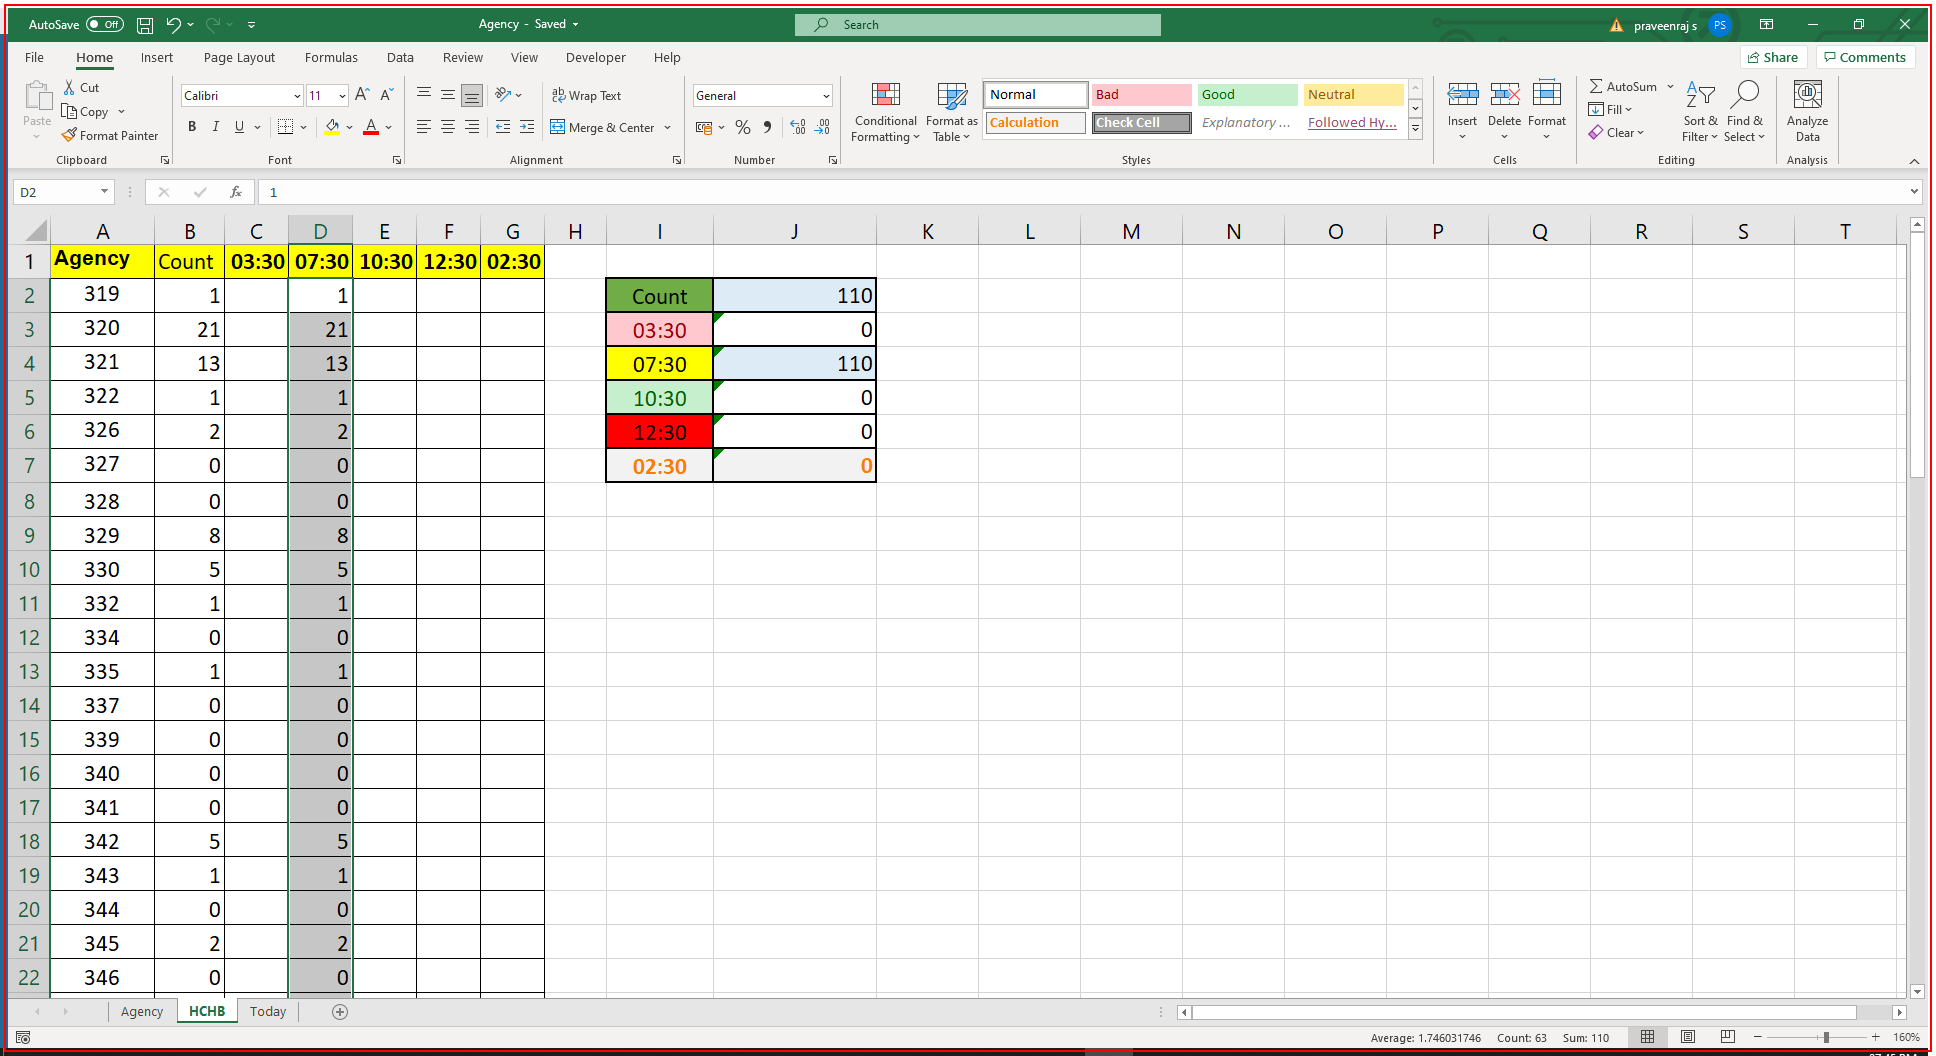 AutoSave Off Agency - Saved Search praveenraj s PS
File Home Insert Page Layout Formulas Data Review View Developer Help Share Comments
Paste Cut Copy Format Painter
Calibri 11 Wrap Text General
B I U Merge & Center %
Conditional Formatting Format as Table
Normal Bad Good Neutral
Calculation Check Cell Explanatory ... Followed Hy...
Insert Delete Format
AutoSum Fill Clear
Sort & Filter Find & Select
Analyze Data
Clipboard Font Alignment Number Styles Cells Editing Analysis
D2 fx 1
A B C D E F G H I J K L M N O P Q R S T
1 Agency Count 03:30 07:30 10:30 12:30 02:30
2 319 1 1 Count 110
3 320 21 21 03:30 0
4 321 13 13 07:30 110
5 322 1 1 10:30 0
6 326 2 2 12:30 0
7 327 0 0 02:30 0
8 328 0 0
9 329 8 8
10 330 5 5
11 332 1 1
12 334 0 0
13 335 1 1
14 337 0 0
15 339 0 0
16 340 0 0
17 341 0 0
18 342 5 5
19 343 1 1
20 344 0 0
21 345 2 2
22 346 0 0
Agency HCHB Today
Average: 1.746031746 Count: 63 Sum: 110 160%